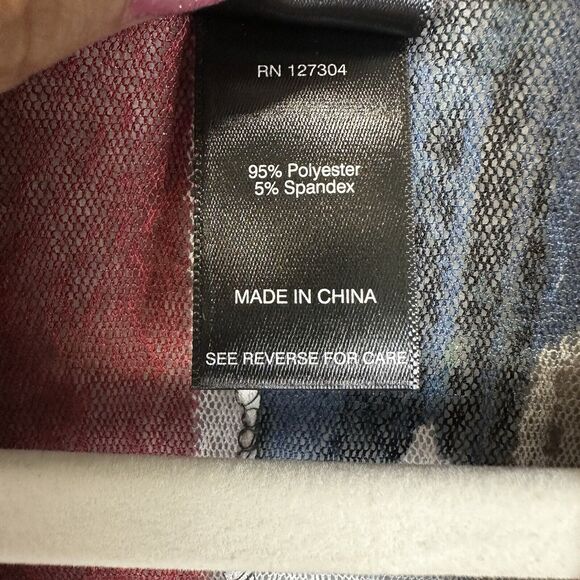 RN 127304
95% Polyester
5% Spandex
MADE IN CHINA
SEE REVERSE FOR CARE